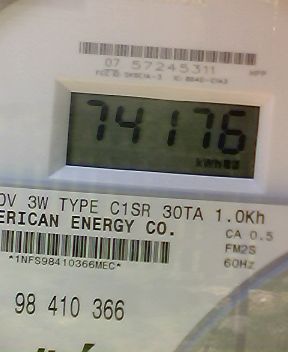 07 57245311
74176
kWh
0V 3W TYPE C1SR 30TA 1.0Kh
ERICAN ENERGY CO.
CA 0.5
FM2S
*1NFS98410366MEC*
60Hz
98 410 366